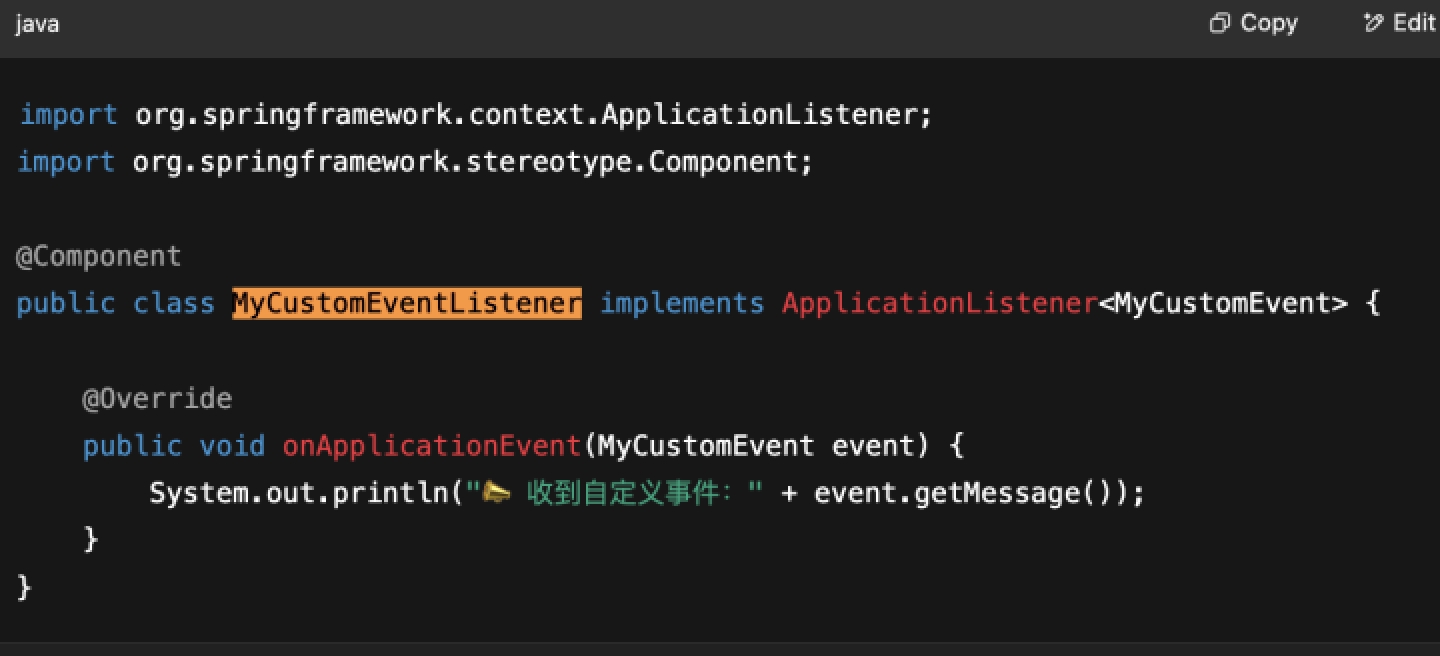 java Copy Edit
import org.springframework.context.ApplicationListener;
import org.springframework.stereotype.Component;
@Component
public class MyCustomEventListener implements ApplicationListener<MyCustomEvent> {
@Override
public void onApplicationEvent(MyCustomEvent event) {
System.out.println("📣 收到自定义事件：" + event.getMessage());
}
}